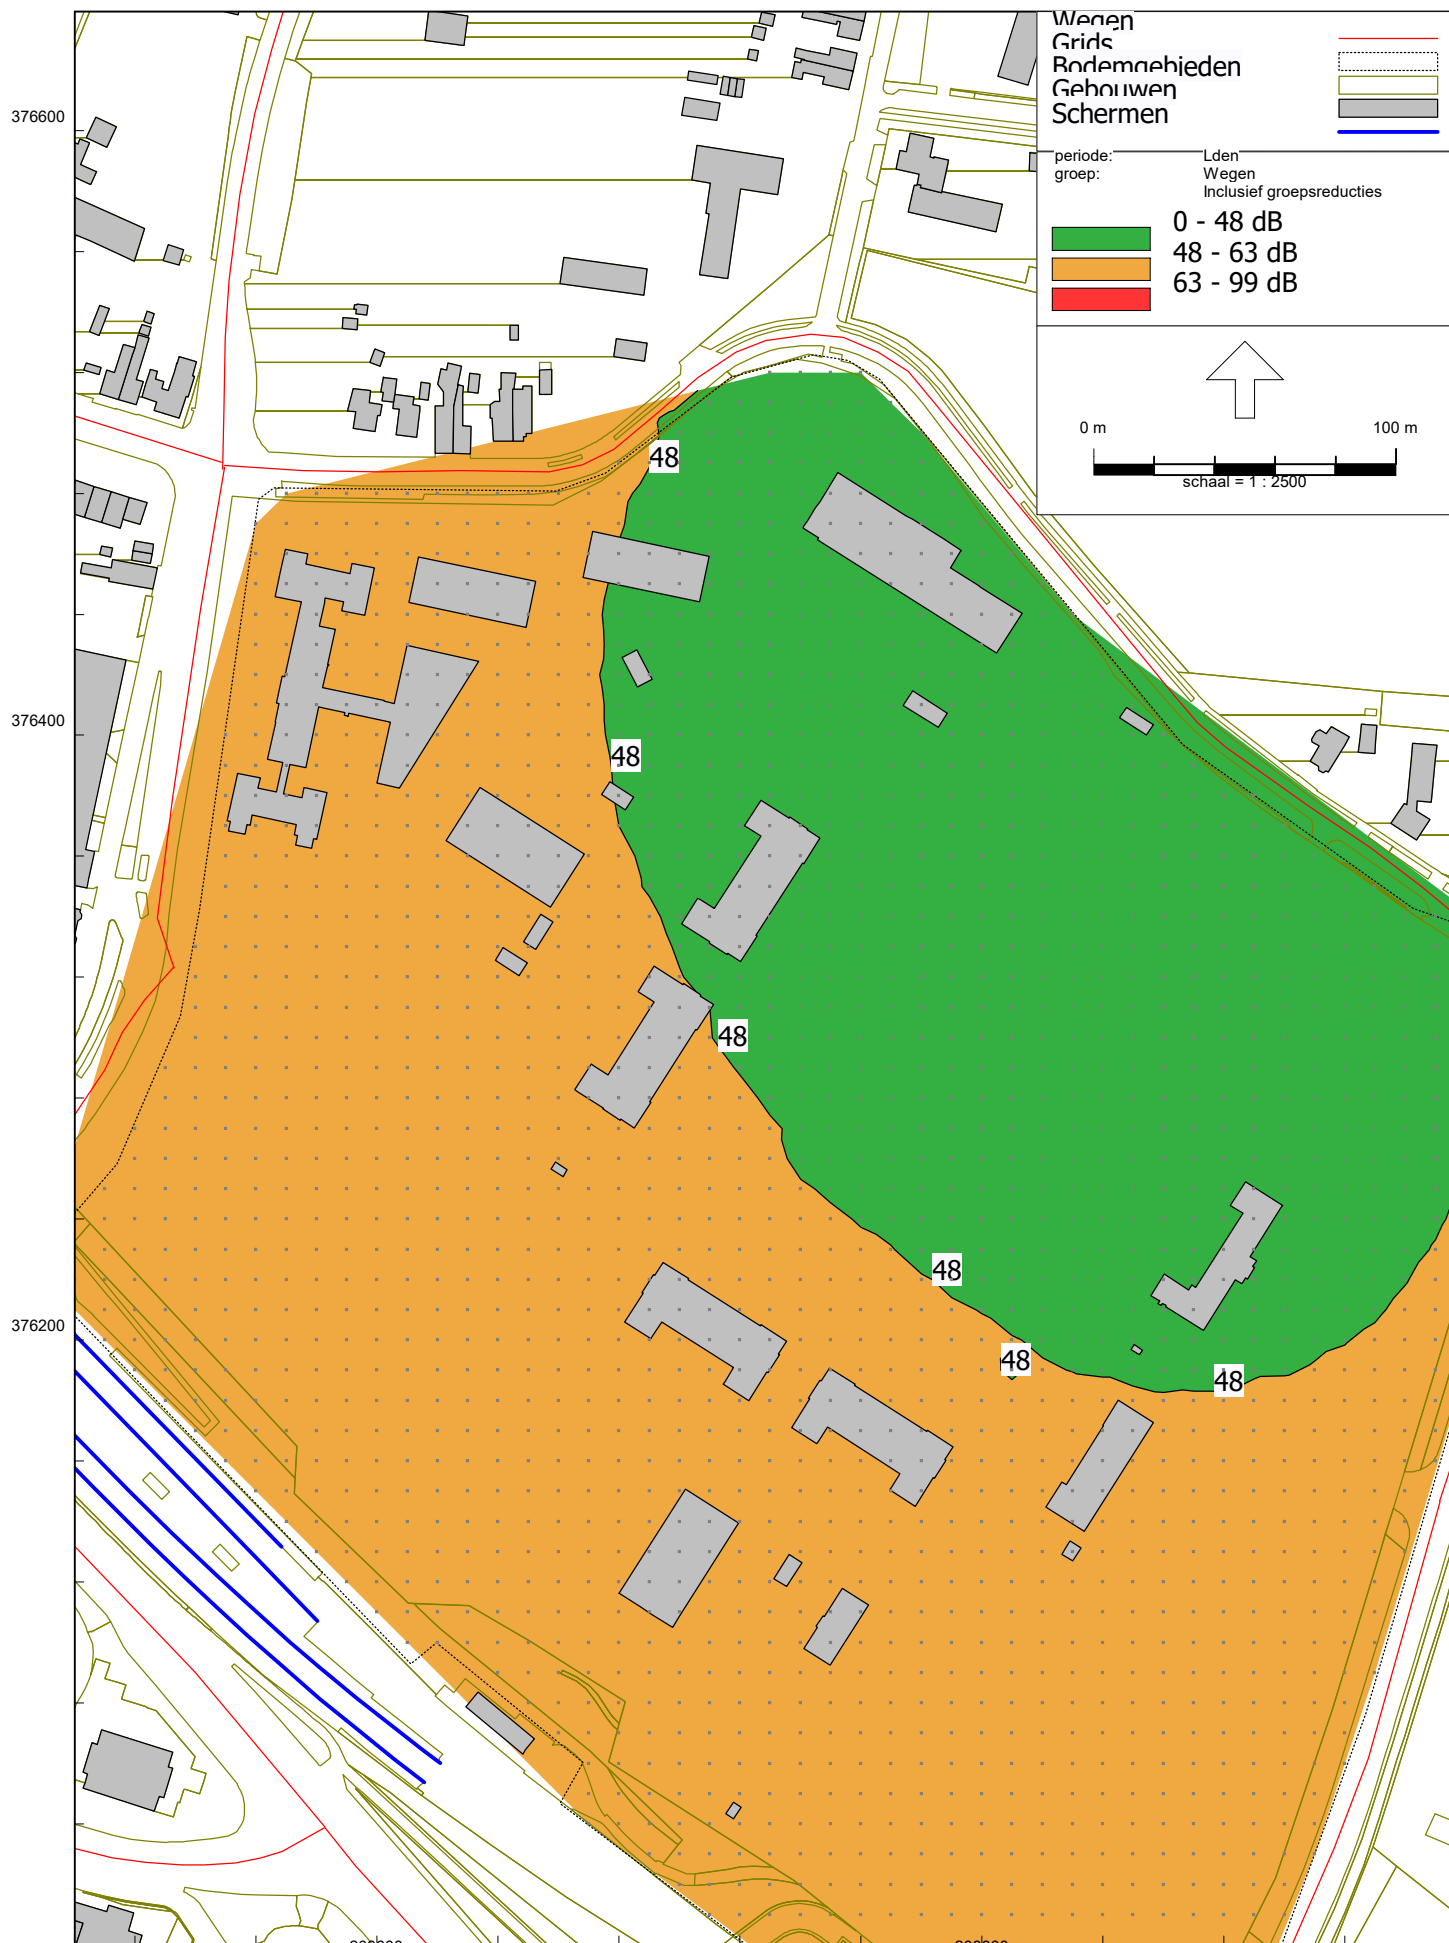 Wegen
Grids
Bodemgebieden
Gebouwen
Schermen
periode: Lden
groep: Wegen
Inclusief groepsreducties
0 - 48 dB
48 - 63 dB
63 - 99 dB
0 m 100 m
schaal = 1 : 2500
376600
376400
376200
48
48
48
48
48
48